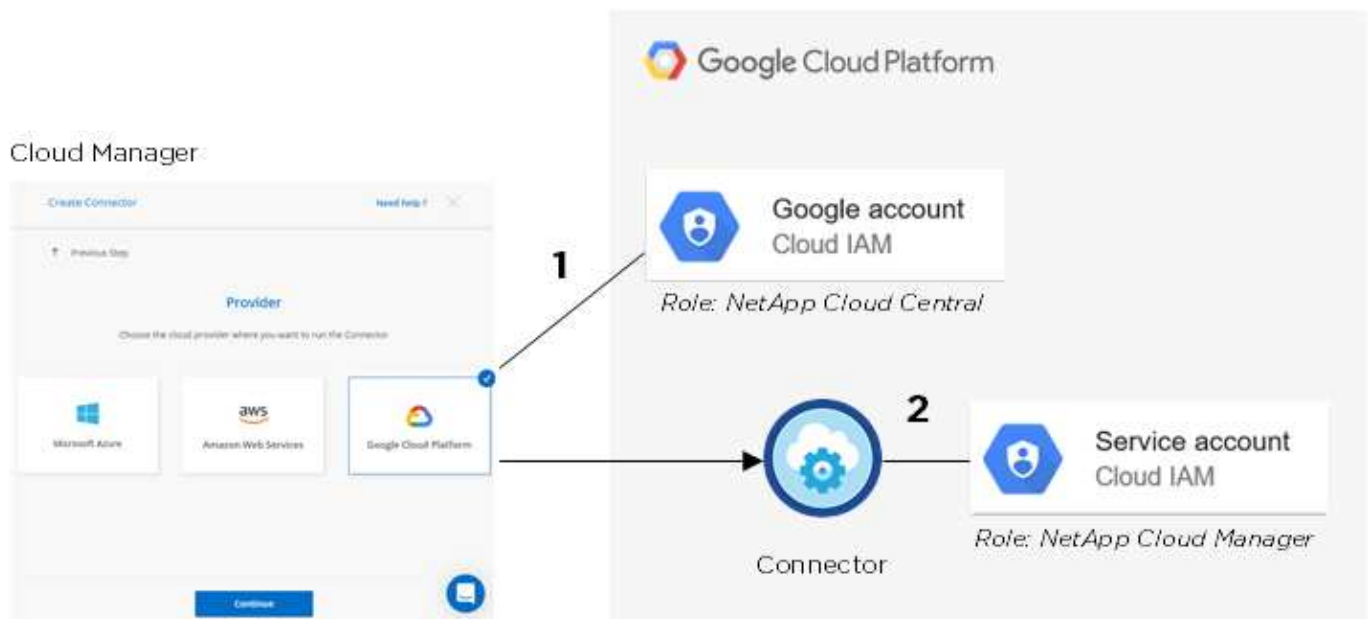 Google Cloud Platform
Cloud Manager
Create Connector
Need help ?
Previous Step
Provider
Choose the cloud provider where you want to run the Connector
Microsoft Azure
aws
Amazon Web Services
Google Cloud Platform
Continue
1
Google account
Cloud IAM
Role: NetApp Cloud Central
2
Connector
Service account
Cloud IAM
Role: NetApp Cloud Manager